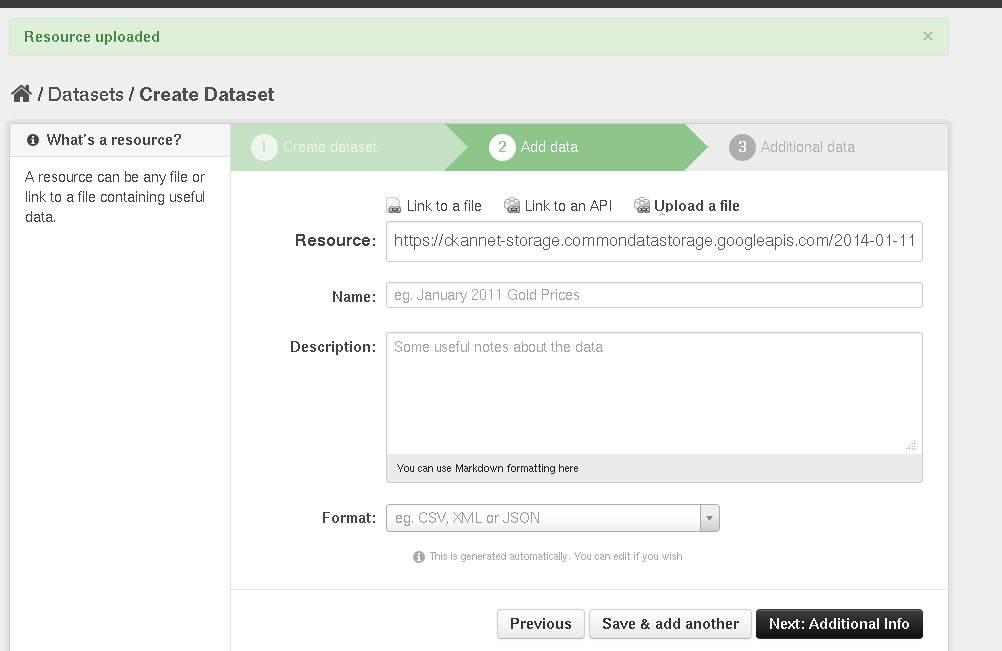 Resource uploaded ×
/ Datasets / Create Dataset
What's a resource?
A resource can be any file or
link to a file containing useful
data.
1 Create dataset 2 Add data 3 Additional data
Link to a file Link to an API Upload a file
Resource: https://ckannet-storage.commondatastorage.googleapis.com/2014-01-11
Name: eg. January 2011 Gold Prices
Description: Some useful notes about the data
You can use Markdown formatting here
Format: eg. CSV, XML or JSON
This is generated automatically. You can edit if you wish
Previous Save & add another Next: Additional Info